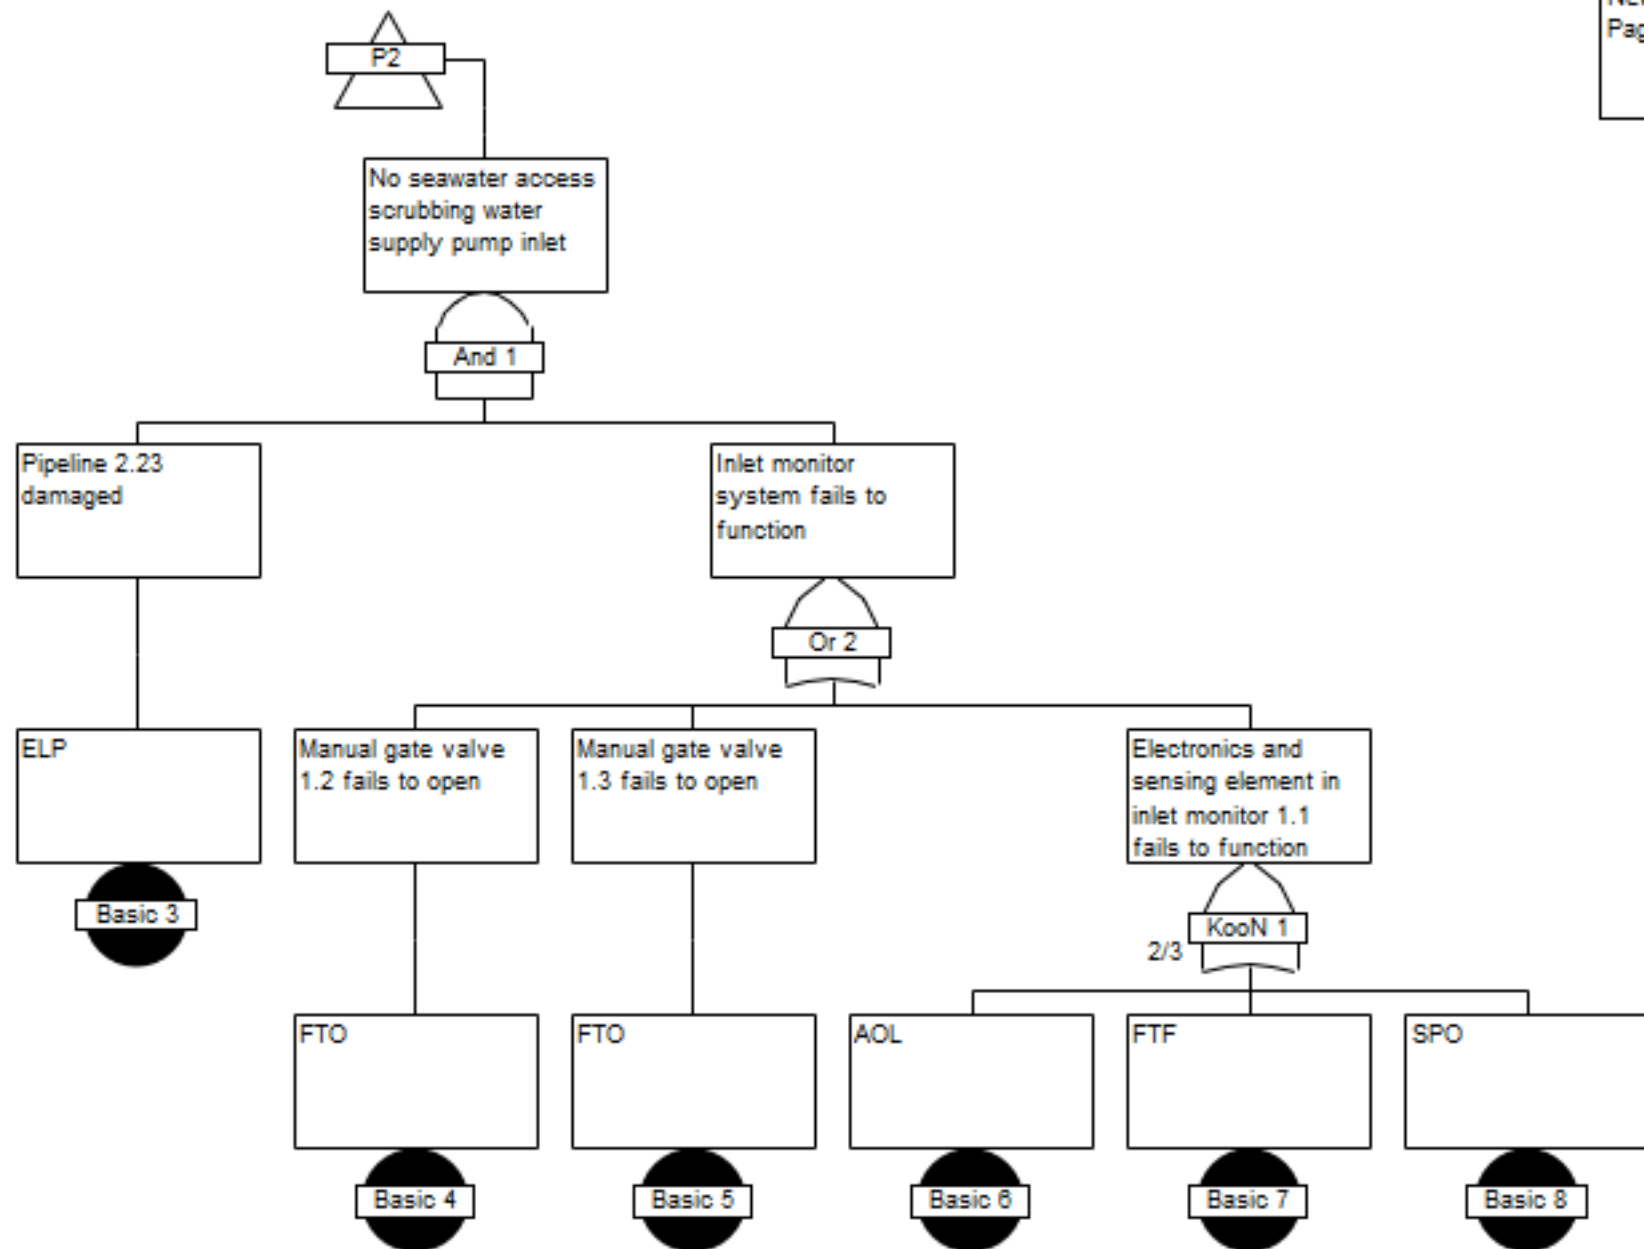 P2
Pag
No seawater access
scrubbing water
supply pump inlet
And 1
Pipeline 2.23
damaged
Inlet monitor
system fails to
function
Or 2
ELP
Manual gate valve
1.2 fails to open
Manual gate valve
1.3 fails to open
Electronics and
sensing element in
inlet monitor 1.1
fails to function
Basic 3
KooN 1
2/3
FTO
FTO
AOL
FTF
SPO
Basic 4
Basic 5
Basic 6
Basic 7
Basic 8